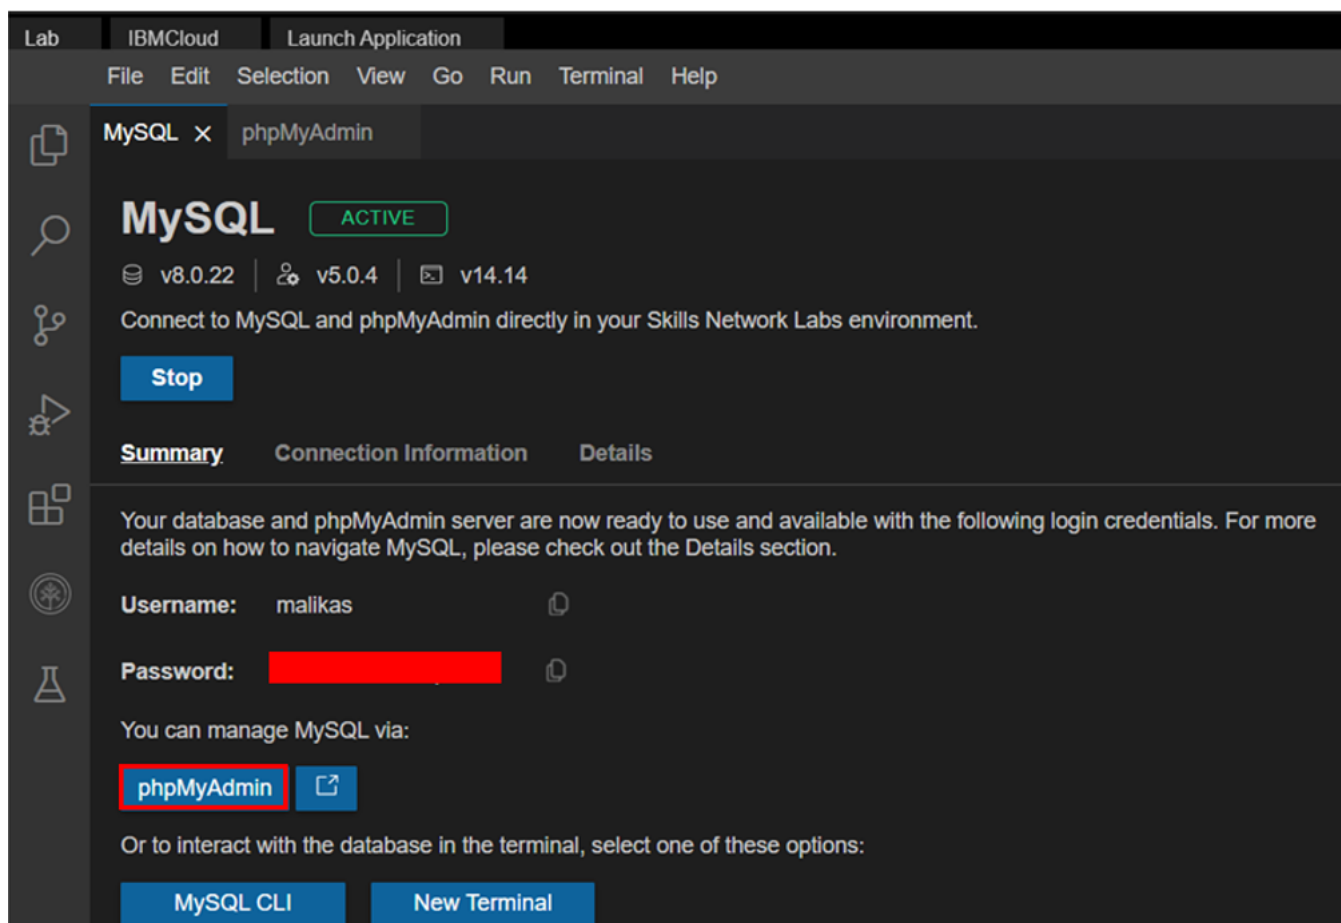 Lab IBMCloud Launch Application
File Edit Selection View Go Run Terminal Help
MySQL phpMyAdmin
MySQL ACTIVE
v8.0.22 v5.0.4 v14.14
Connect to MySQL and phpMyAdmin directly in your Skills Network Labs environment.
Stop
Summary Connection Information Details
Your database and phpMyAdmin server are now ready to use and available with the following login credentials. For more
details on how to navigate MySQL, please check out the Details section.
Username: malikas
Password:
You can manage MySQL via:
phpMyAdmin
Or to interact with the database in the terminal, select one of these options:
MySQL CLI New Terminal